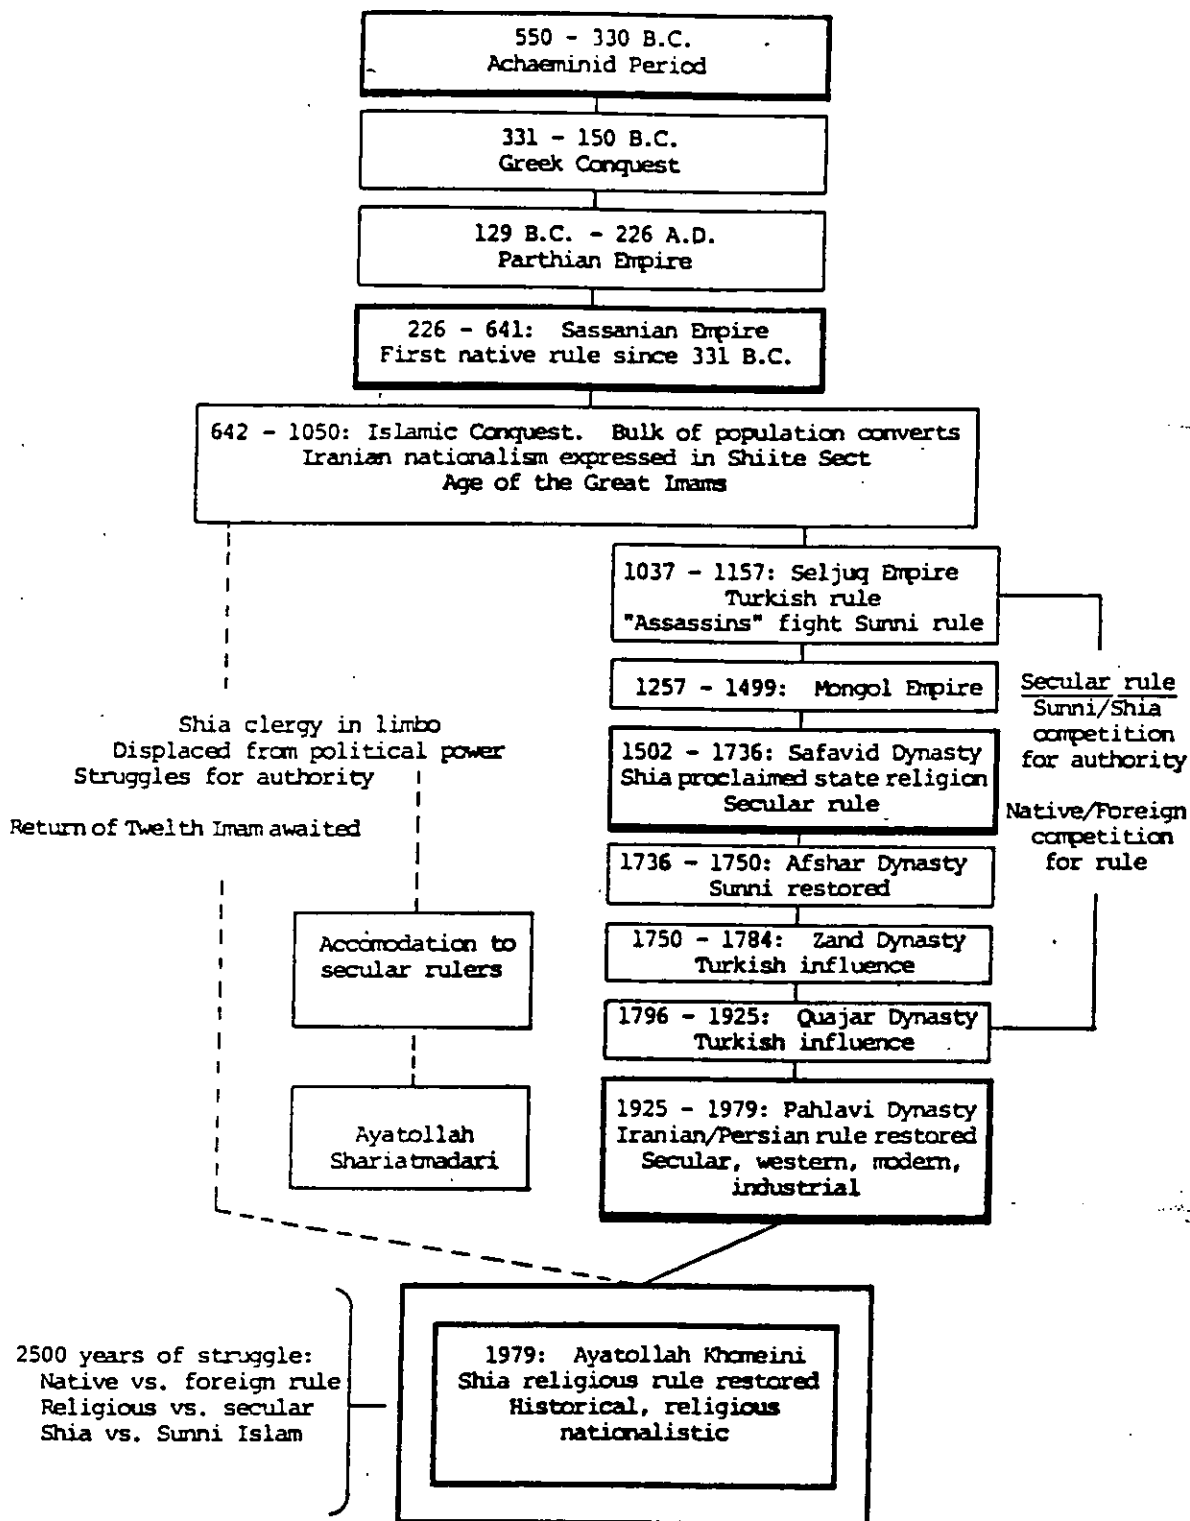 550 - 330 B.C.
Achaeminid Period
331 - 150 B.C.
Greek Conquest
129 B.C. - 226 A.D.
Parthian Empire
226 - 641: Sassanian Empire
First native rule since 331 B.C.
642 - 1050: Islamic Conquest. Bulk of population converts
Iranian nationalism expressed in Shiite Sect
Age of the Great Imams
1037 - 1157: Seljuq Empire
Turkish rule
"Assassins" fight Sunni rule
1257 - 1499: Mongol Empire
1502 - 1736: Safavid Dynasty
Shia proclaimed state religion
Secular rule
1736 - 1750: Afshar Dynasty
Sunni restored
1750 - 1784: Zand Dynasty
Turkish influence
1796 - 1925: Quajar Dynasty
Turkish influence
1925 - 1979: Pahlavi Dynasty
Iranian/Persian rule restored
Secular, western, modern,
industrial
Secular rule
Sunni/Shia
competition
for authority
Native/Foreign
competition
for rule
Shia clergy in limbo
Displaced from political power
Struggles for authority
Return of Twelth Imam awaited
Accomodation to
secular rulers
Ayatollah
Shariatmadari
2500 years of struggle:
Native vs. foreign rule
Religious vs. secular
Shia vs. Sunni Islam
1979: Ayatollah Khomeini
Shia religious rule restored
Historical, religious
nationalistic